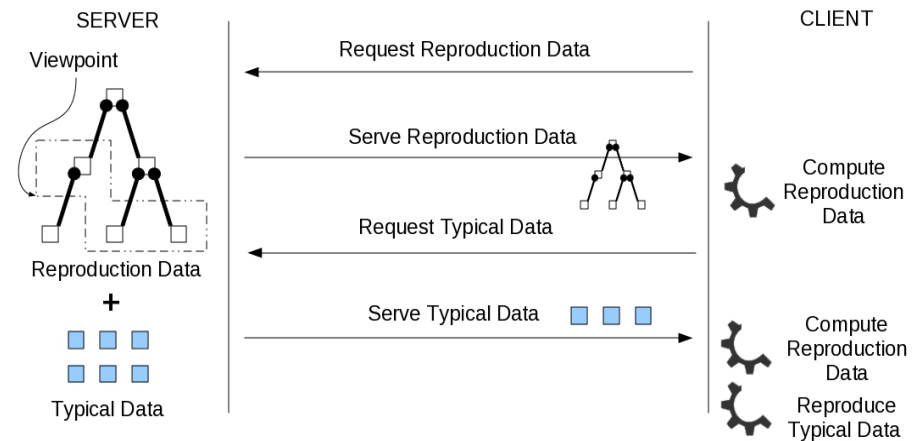 SERVER
CLIENT
Viewpoint
Request Reproduction Data
Serve Reproduction Data
Compute
Reproduction
Data
Request Typical Data
Reproduction Data
+
Serve Typical Data
Compute
Reproduction
Data
Typical Data
Reproduce
Typical Data